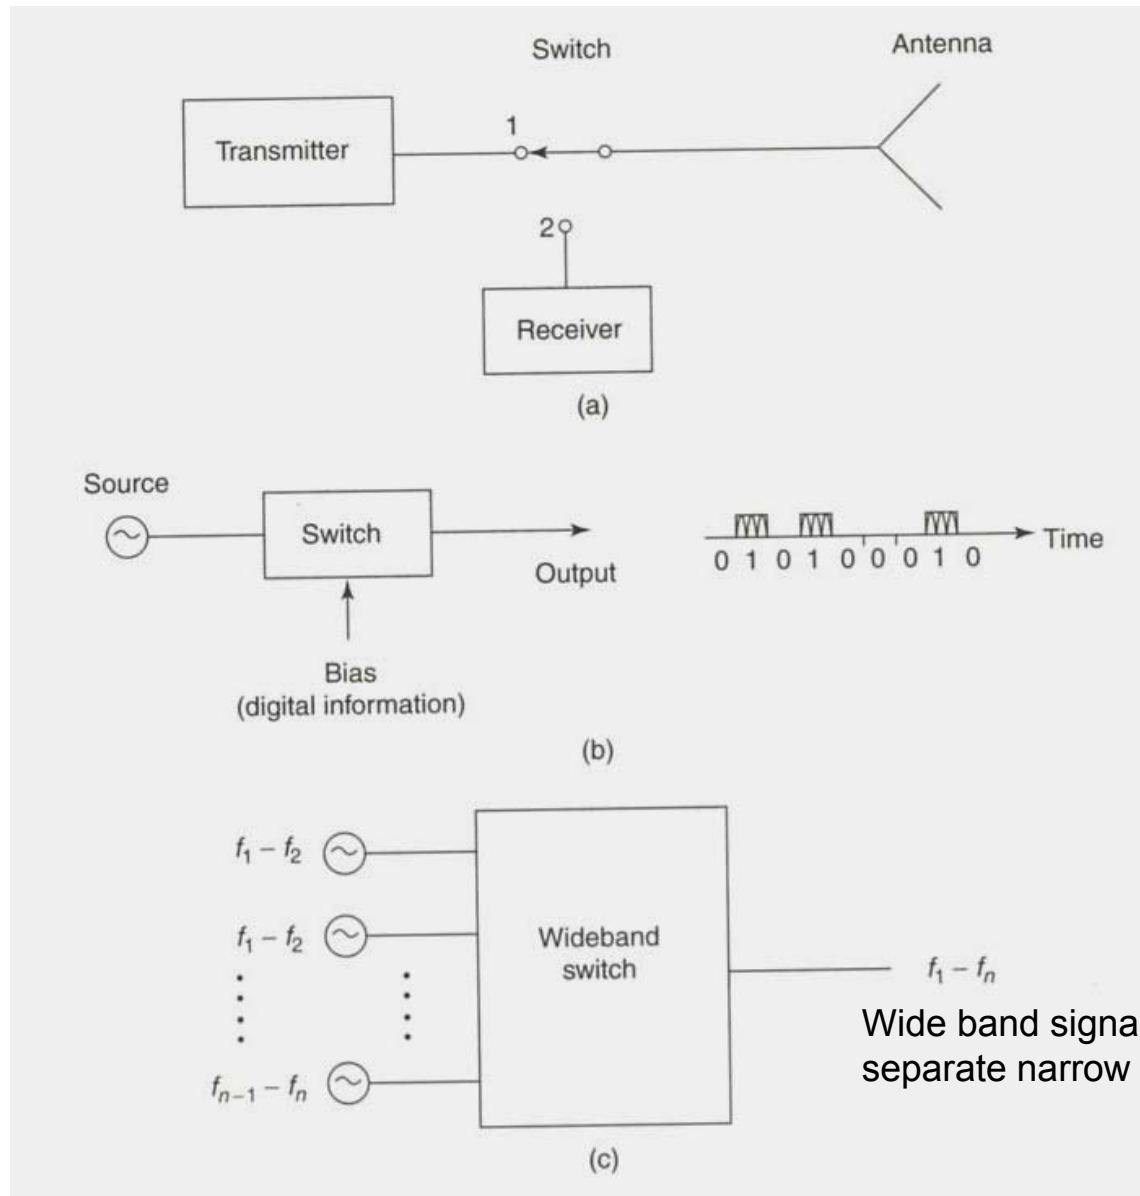 Switch
Antenna
Transmitter
1
2
Receiver
(a)
Source
Switch
Output
Bias
(digital information)
0 1 0 1 0 0 0 1 0
Time
(b)
f1 – f2
f1 – f2
fn–1 – fn
Wideband
switch
f1 – fn
Wide band signa
separate narrow
(c)